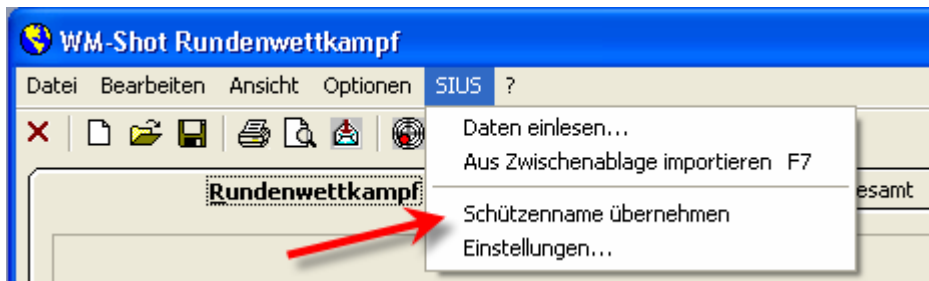 WM-Shot Rundenwettkampf
Datei Bearbeiten Ansicht Optionen SIUS ?
Daten einlesen...
Aus Zwischenablage importieren F7
Rundenwettkampf esamt
Schützenname übernehmen
Einstellungen...